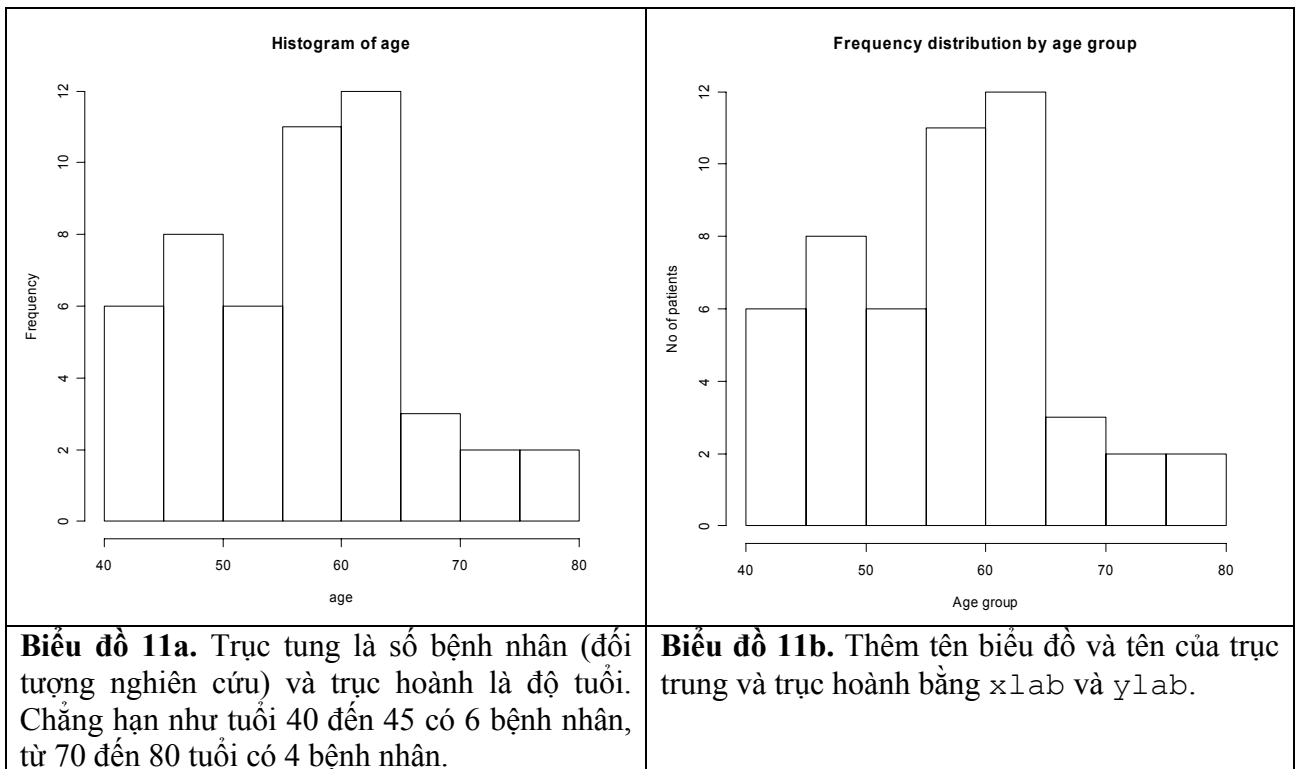 Histogram of age
12
10
8
6
4
2
0
Frequency
40 50 60 70 80
age
Biểu đồ 11a. Trục tung là số bệnh nhân (đối
tượng nghiên cứu) và trục hoành là độ tuổi.
Chẳng hạn như tuổi 40 đến 45 có 6 bệnh nhân,
từ 70 đến 80 tuổi có 4 bệnh nhân.
Frequency distribution by age group
12
10
8
6
4
2
0
No of patients
40 50 60 70 80
Age group
Biểu đồ 11b. Thêm tên biểu đồ và tên của trục
trung và trục hoành bằng xlab và ylab.